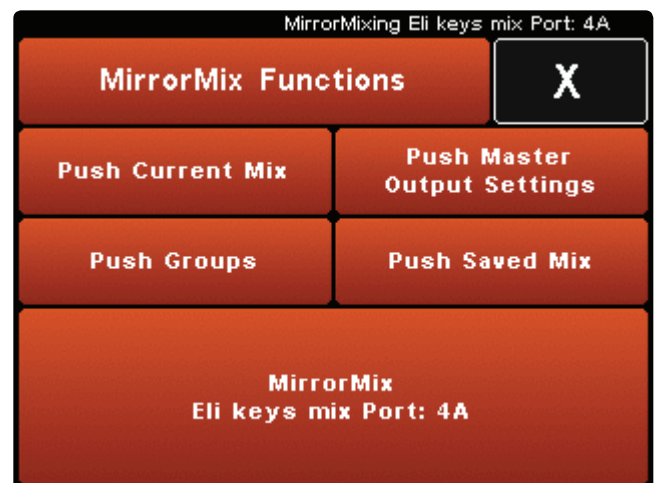 MirrorMixing Eli keys mix Port: 4A
MirrorMix Functions
X
Push Current Mix
Push Master
Output Settings
Push Groups
Push Saved Mix
MirrorMix
Eli keys mix Port: 4A